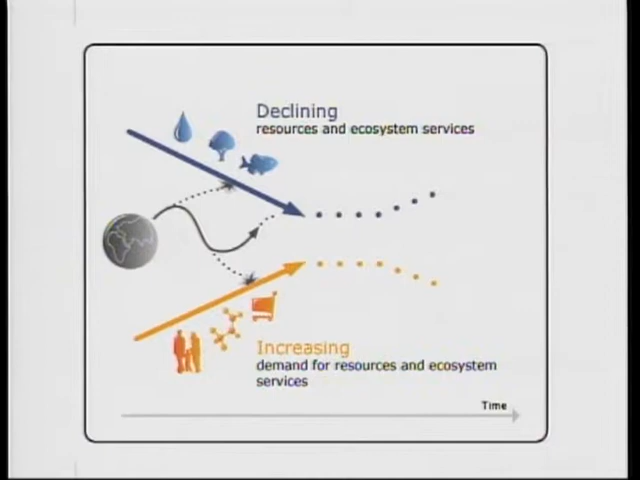 Declining
resources and ecosystem services
Increasing
demand for resources and ecosystem
services
Time